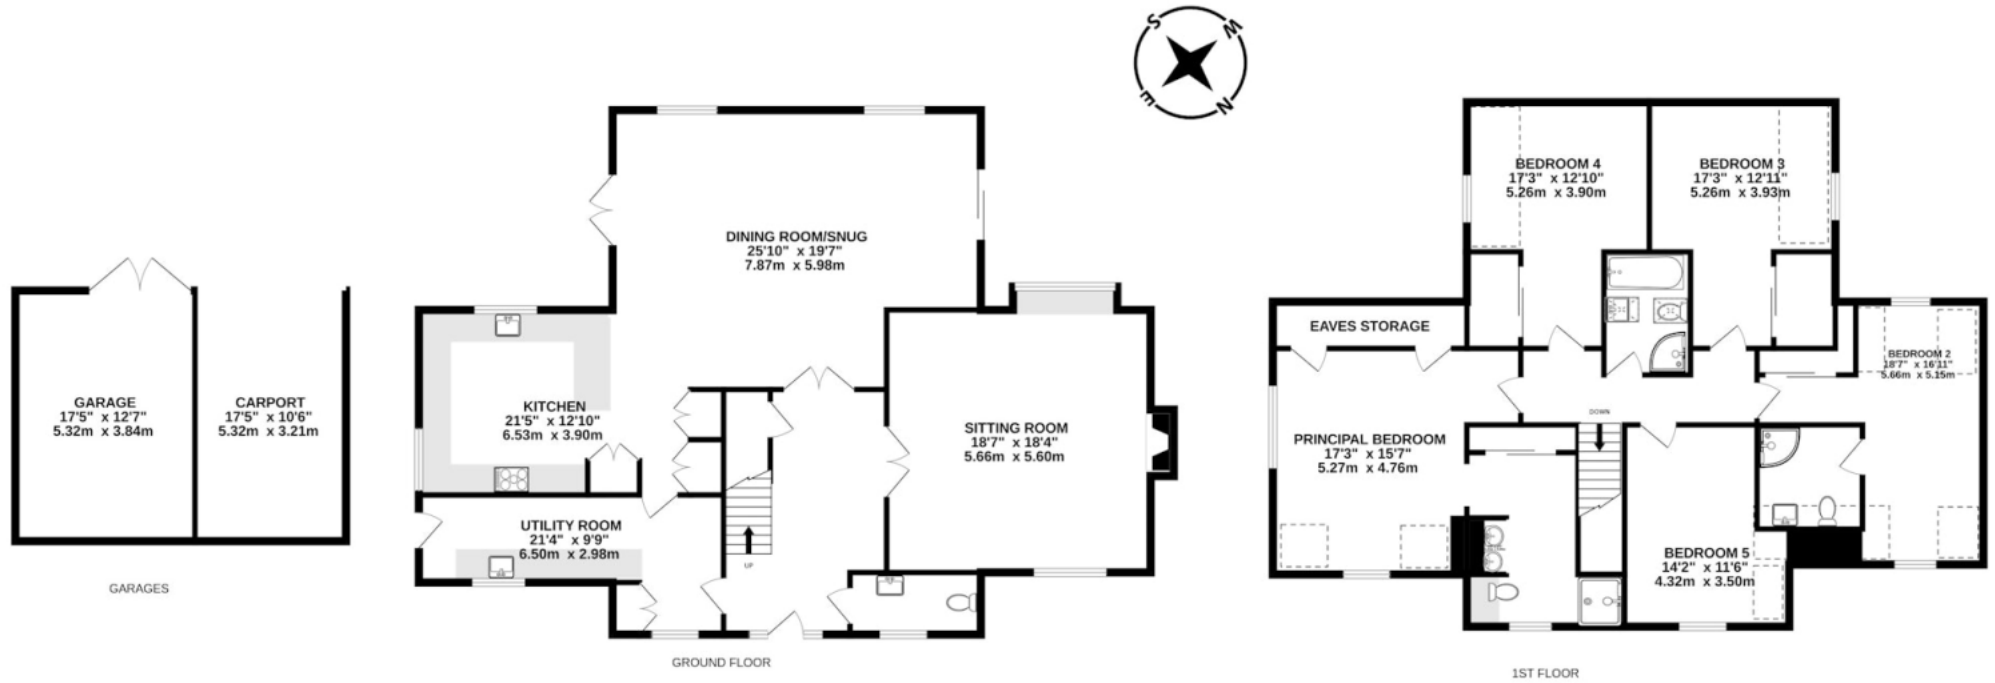 S
W
E
N
GARAGE
17'5" x 12'7"
5.32m x 3.84m
CARPORT
17'5" x 10'6"
5.32m x 3.21m
GARAGES
DINING ROOM/SNUG
25'10" x 19'7"
7.87m x 5.98m
KITCHEN
21'5" x 12'10"
6.53m x 3.90m
SITTING ROOM
18'7" x 18'4"
5.66m x 5.60m
UTILITY ROOM
21'4" x 9'9"
6.50m x 2.98m
UP
GROUND FLOOR
BEDROOM 4
17'3" x 12'10"
5.26m x 3.90m
BEDROOM 3
17'3" x 12'11"
5.26m x 3.93m
EAVES STORAGE
BEDROOM 2
18'7" x 16'11"
5.66m x 5.15m
DOWN
PRINCIPAL BEDROOM
17'3" x 15'7"
5.27m x 4.76m
BEDROOM 5
14'2" x 11'6"
4.32m x 3.50m
1ST FLOOR